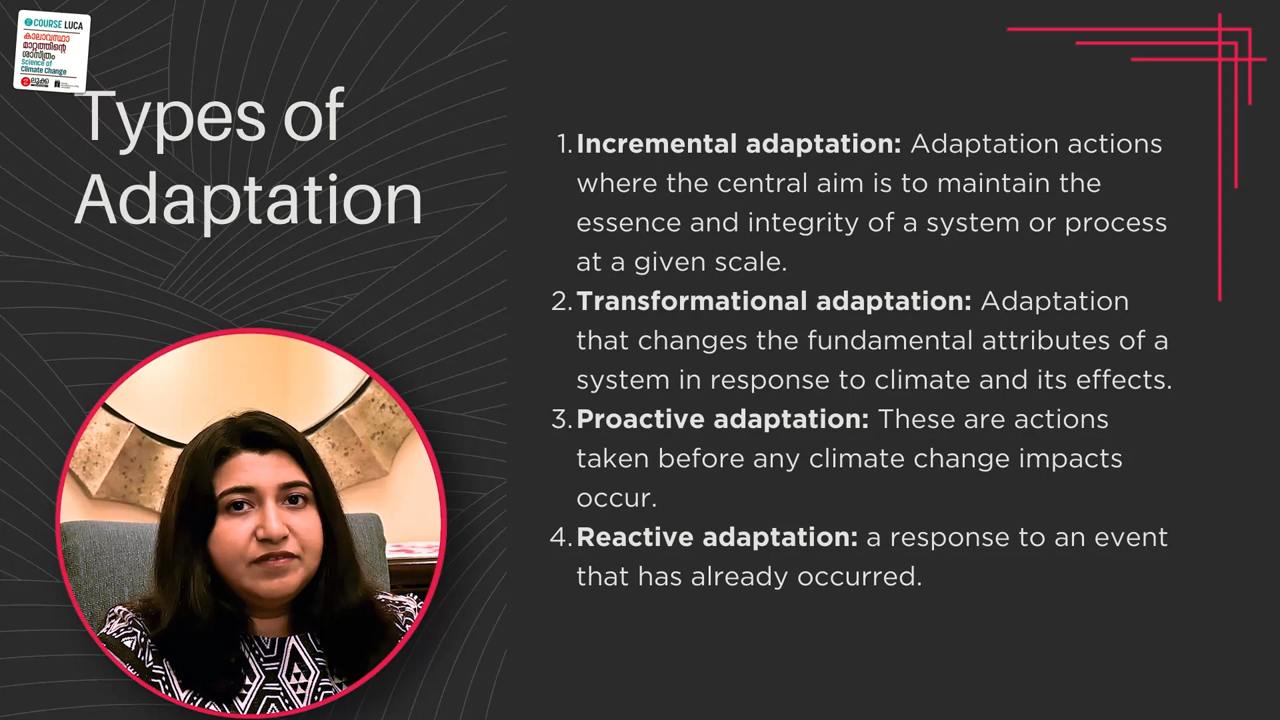 COURSE LUCA
കാലാവസ്ഥാ
മാറ്റത്തിന്റെ
ശാസ്ത്രം
Science of
Climate Change
ലൂക്ക
Types of
Adaptation
1. Incremental adaptation: Adaptation actions
where the central aim is to maintain the
essence and integrity of a system or process
at a given scale.
2. Transformational adaptation: Adaptation
that changes the fundamental attributes of a
system in response to climate and its effects.
3. Proactive adaptation: These are actions
taken before any climate change impacts
occur.
4. Reactive adaptation: a response to an event
that has already occurred.